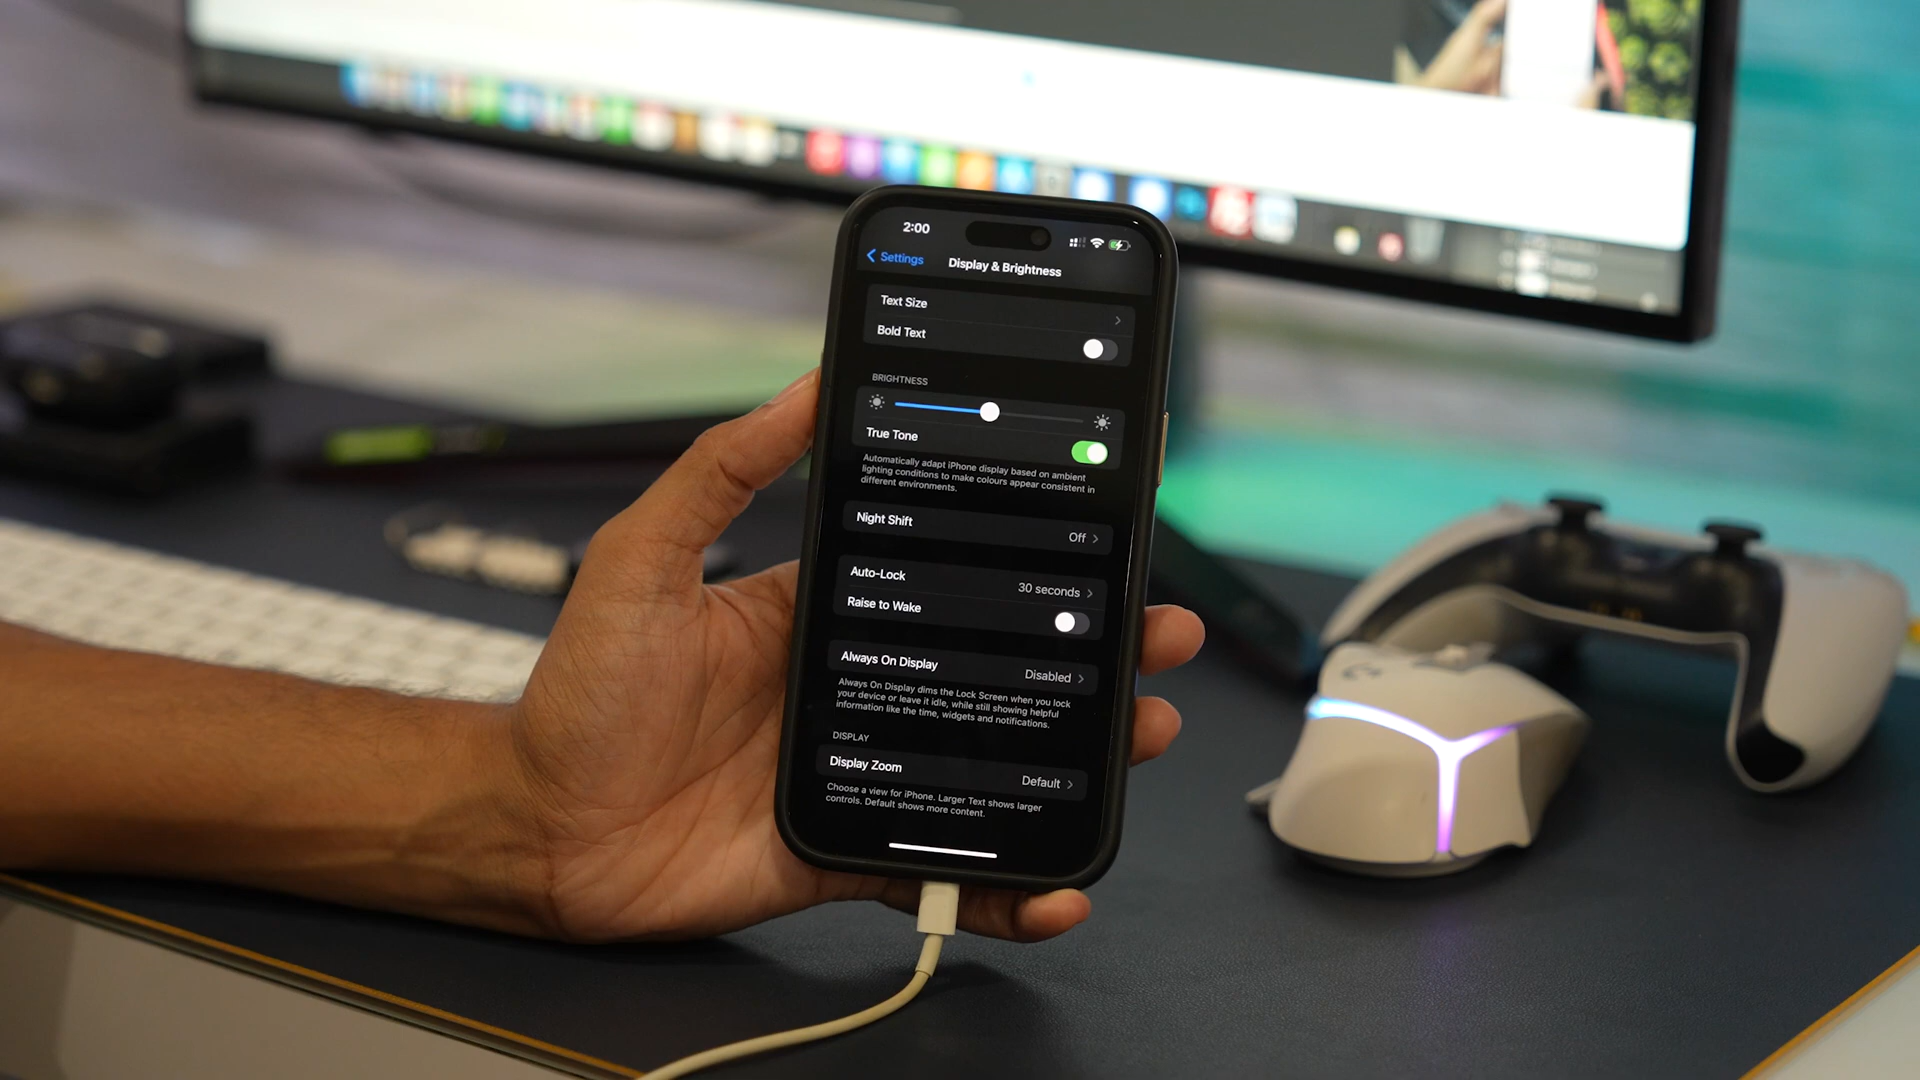 2:00
Settings
Display & Brightness
Text Size
Bold Text
BRIGHTNESS
True Tone
Automatically adapt iPhone display based on ambient
lighting conditions to make colours appear consistent in
different environments.
Night Shift
Off
Auto-Lock
30 seconds
Raise to Wake
Always On Display
Disabled
Always On Display dims the Lock Screen when you lock
your device or leave it idle, while still showing helpful
information like the time, widgets and notifications.
DISPLAY
Display Zoom
Default
Choose a view for iPhone. Larger Text shows larger
controls. Default shows more content.